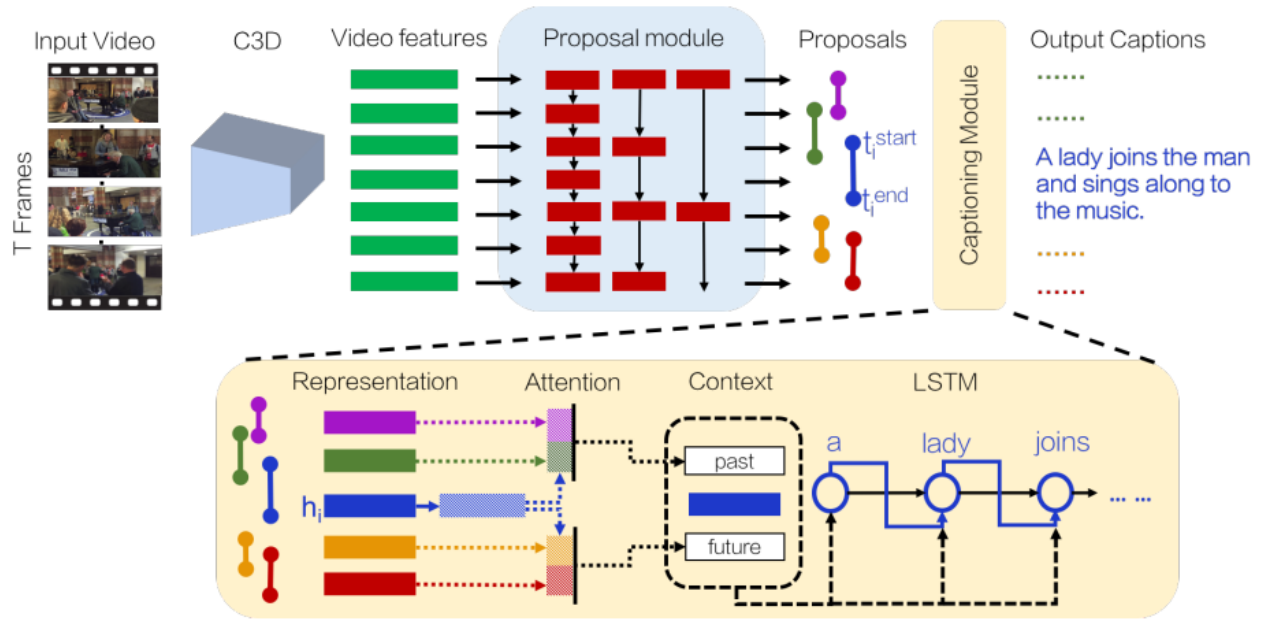 Input Video
C3D
Video features
Proposal module
Proposals
Output Captions
T Frames
t_i^start
t_i^end
Captioning Module
......
......
A lady joins the man
and sings along to
the music.
......
......
Representation
Attention
Context
LSTM
h_i
past
future
a
lady
joins
... ...